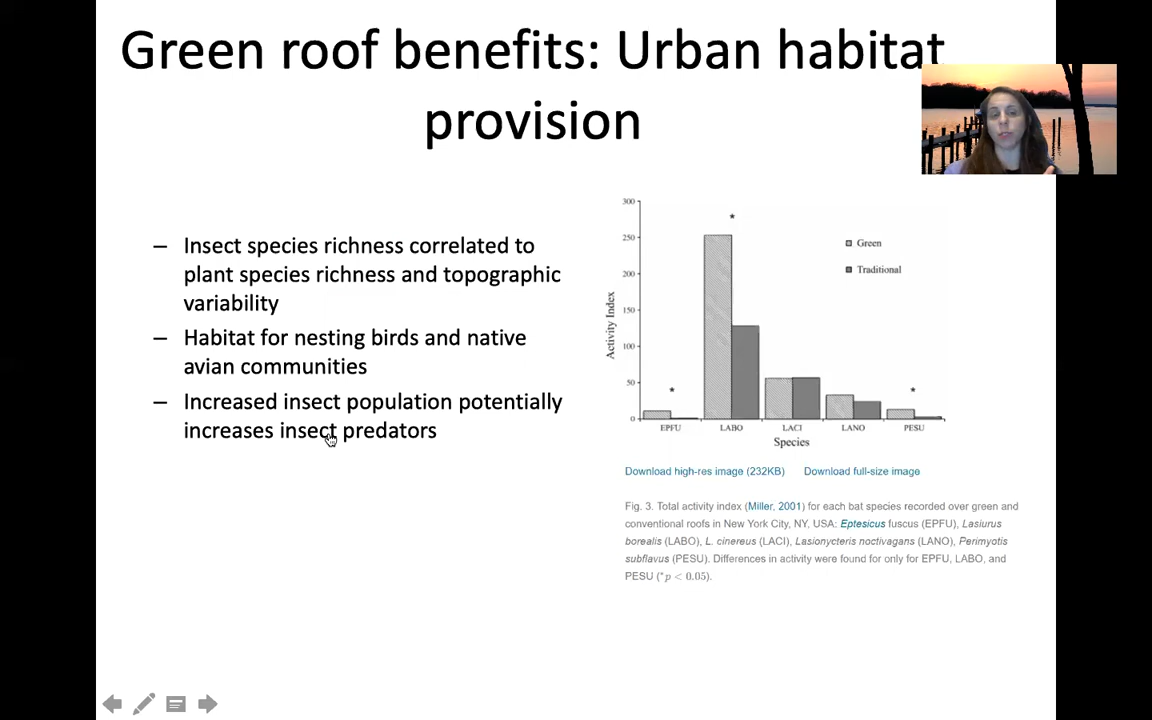 Green roof benefits: Urban habitat
provision
– Insect species richness correlated to
plant species richness and topographic
variability
– Habitat for nesting birds and native
avian communities
– Increased insect population potentially
increases insect predators
300
250
200
150
100
50
0
Activity Index
*
*
*
Green
Traditional
EPFU
LABO
LACI
LANO
PESU
Species
Download high-res image (232KB)
Download full-size image
Fig. 3. Total activity index (Miller, 2001) for each bat species recorded over green and
conventional roofs in New York City, NY, USA: Eptesicus fuscus (EPFU), Lasiurus
borealis (LABO), L. cinereus (LACI), Lasionycteris noctivagans (LANO), Perimyotis
subflavus (PESU). Differences in activity were found for only for EPFU, LABO, and
PESU (*p < 0.05).